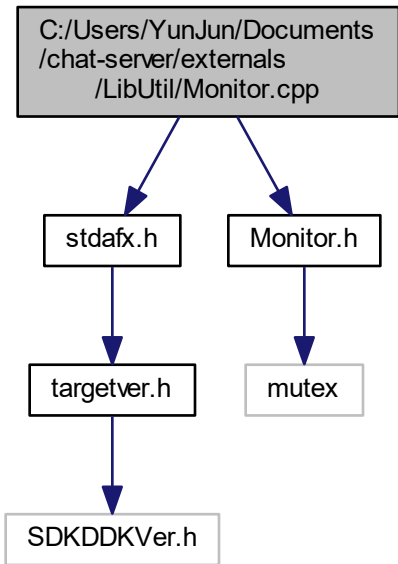 C:/Users/YunJun/Documents
/chat-server/externals
/LibUtil/Monitor.cpp
stdafx.h
Monitor.h
targetver.h
mutex
SDKDDKVer.h